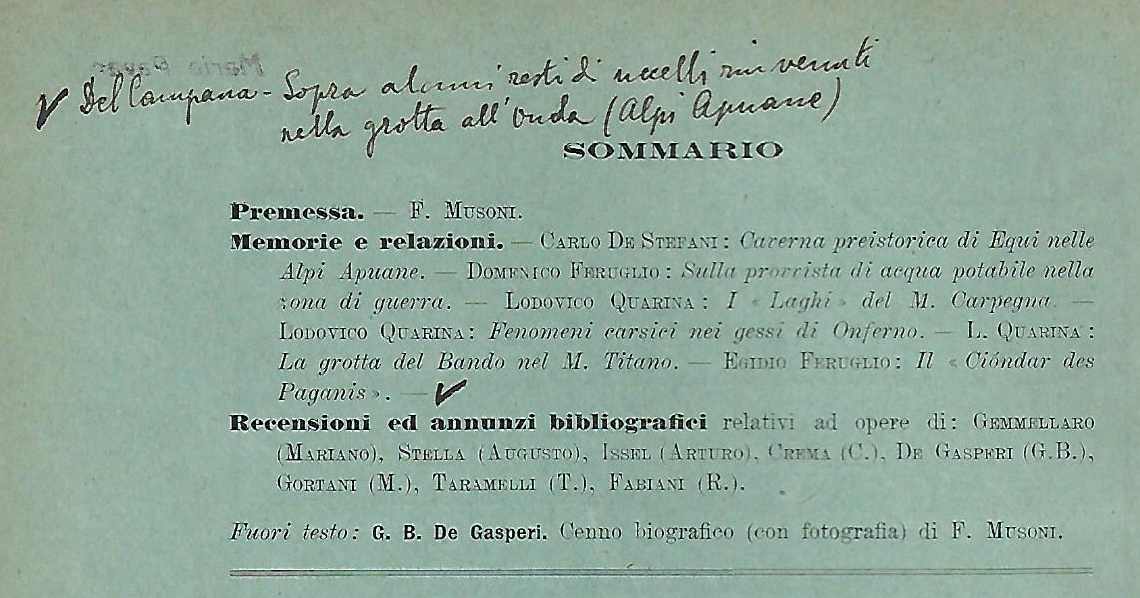 ✓ Del Campana - Sopra alcuni resti di uccelli rinvenuti
nella grotta all'Onda (Alpi Apuane)
SOMMARIO
Premessa. — F. Musoni.
Memorie e relazioni. — Carlo De Stefani: Caverna preistorica di Equi nelle
Alpi Apuane. — Domenico Feruglio: Sulla provvista di acqua potabile nella
zona di guerra. — Lodovico Quarina: I « Laghi » del M. Carpegna. —
Lodovico Quarina: Fenomeni carsici nei gessi di Onferno. — L. Quarina:
La grotta del Bando nel M. Titano. — Egidio Feruglio: Il « Cióndar des
Paganis ». — ✓
Recensioni ed annunzi bibliografici relativi ad opere di: Gemmellaro
(Mariano), Stella (Augusto), Issel (Arturo), Crema (C.), De Gasperi (G.B.),
Gortani (M.), Taramelli (T.), Fabiani (R.).
Fuori testo: G. B. De Gasperi. Cenno biografico (con fotografia) di F. Musoni.